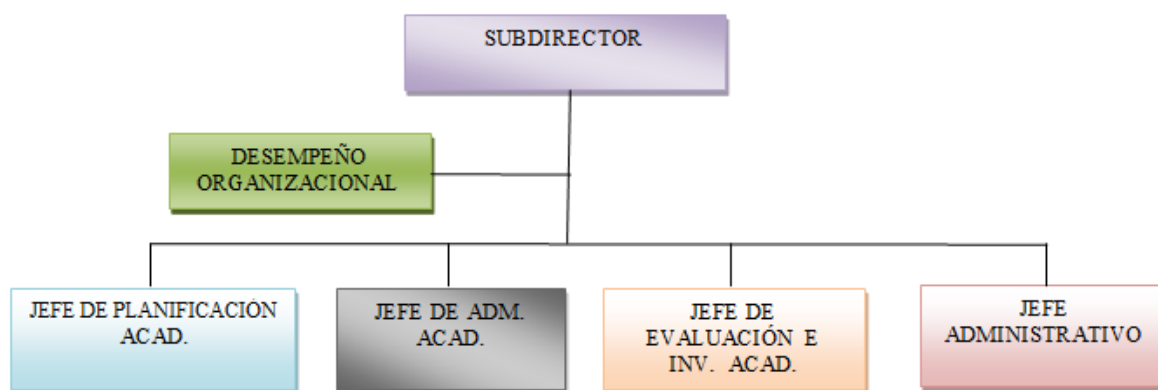 SUBDIRECTOR
DESEMPEÑO
ORGANIZACIONAL
JEFE DE PLANIFICACIÓN
ACAD.
JEFE DE ADM.
ACAD.
JEFE DE
EVALUACIÓN E
INV. ACAD.
JEFE
ADMINISTRATIVO